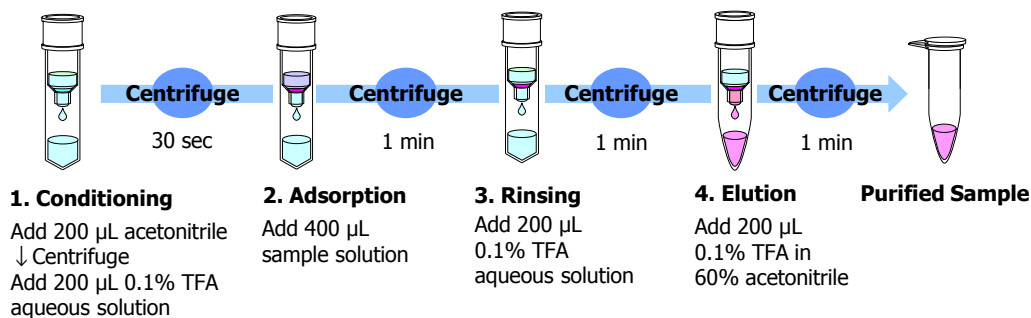 Centrifuge
30 sec
Centrifuge
1 min
Centrifuge
1 min
Centrifuge
1 min
1. Conditioning
Add 200 µL acetonitrile
↓ Centrifuge
Add 200 µL 0.1% TFA
aqueous solution
2. Adsorption
Add 400 µL
sample solution
3. Rinsing
Add 200 µL
0.1% TFA
aqueous solution
4. Elution
Add 200 µL
0.1% TFA in
60% acetonitrile
Purified Sample